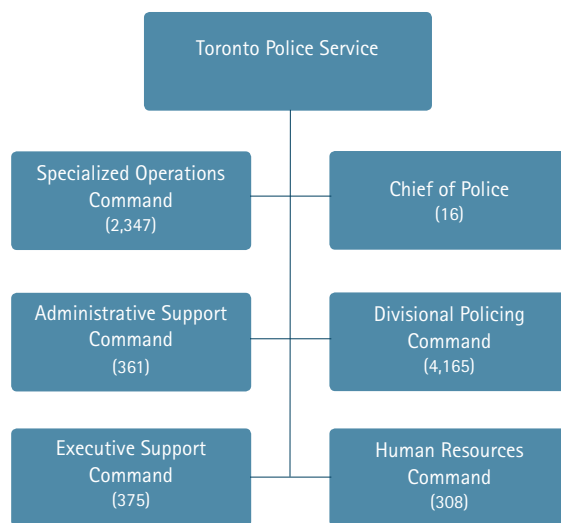 Toronto Police Service
Specialized Operations
Command
(2,347)
Chief of Police
(16)
Administrative Support
Command
(361)
Divisional Policing
Command
(4,165)
Executive Support
Command
(375)
Human Resources
Command
(308)